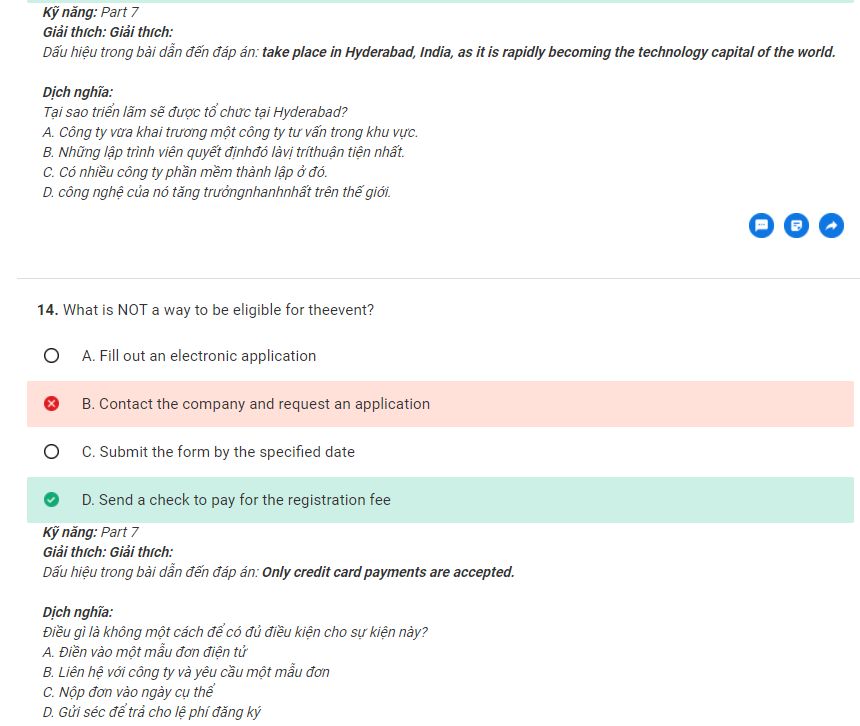 Kỹ năng: Part 7
Giải thích: Giải thích:
Dấu hiệu trong bài dẫn đến đáp án: take place in Hyderabad, India, as it is rapidly becoming the technology capital of the world.
Dịch nghĩa:
Tại sao triển lãm sẽ được tổ chức tại Hyderabad?
A. Công ty vừa khai trương một công ty tư vấn trong khu vực.
B. Những lập trình viên quyết địnhđó làvị tríthuận tiện nhất.
C. Có nhiều công ty phần mềm thành lập ở đó.
D. công nghệ của nó tăng trưởngnhanhnhất trên thế giới.
14. What is NOT a way to be eligible for theevent?
A. Fill out an electronic application
B. Contact the company and request an application
C. Submit the form by the specified date
D. Send a check to pay for the registration fee
Kỹ năng: Part 7
Giải thích: Giải thích:
Dấu hiệu trong bài dẫn đến đáp án: Only credit card payments are accepted.
Dịch nghĩa:
Điều gì là không một cách để có đủ điều kiện cho sự kiện này?
A. Điền vào một mẫu đơn điện tử
B. Liên hệ với công ty và yêu cầu một mẫu đơn
C. Nộp đơn vào ngày cụ thể
D. Gửi séc để trả cho lệ phí đăng ký